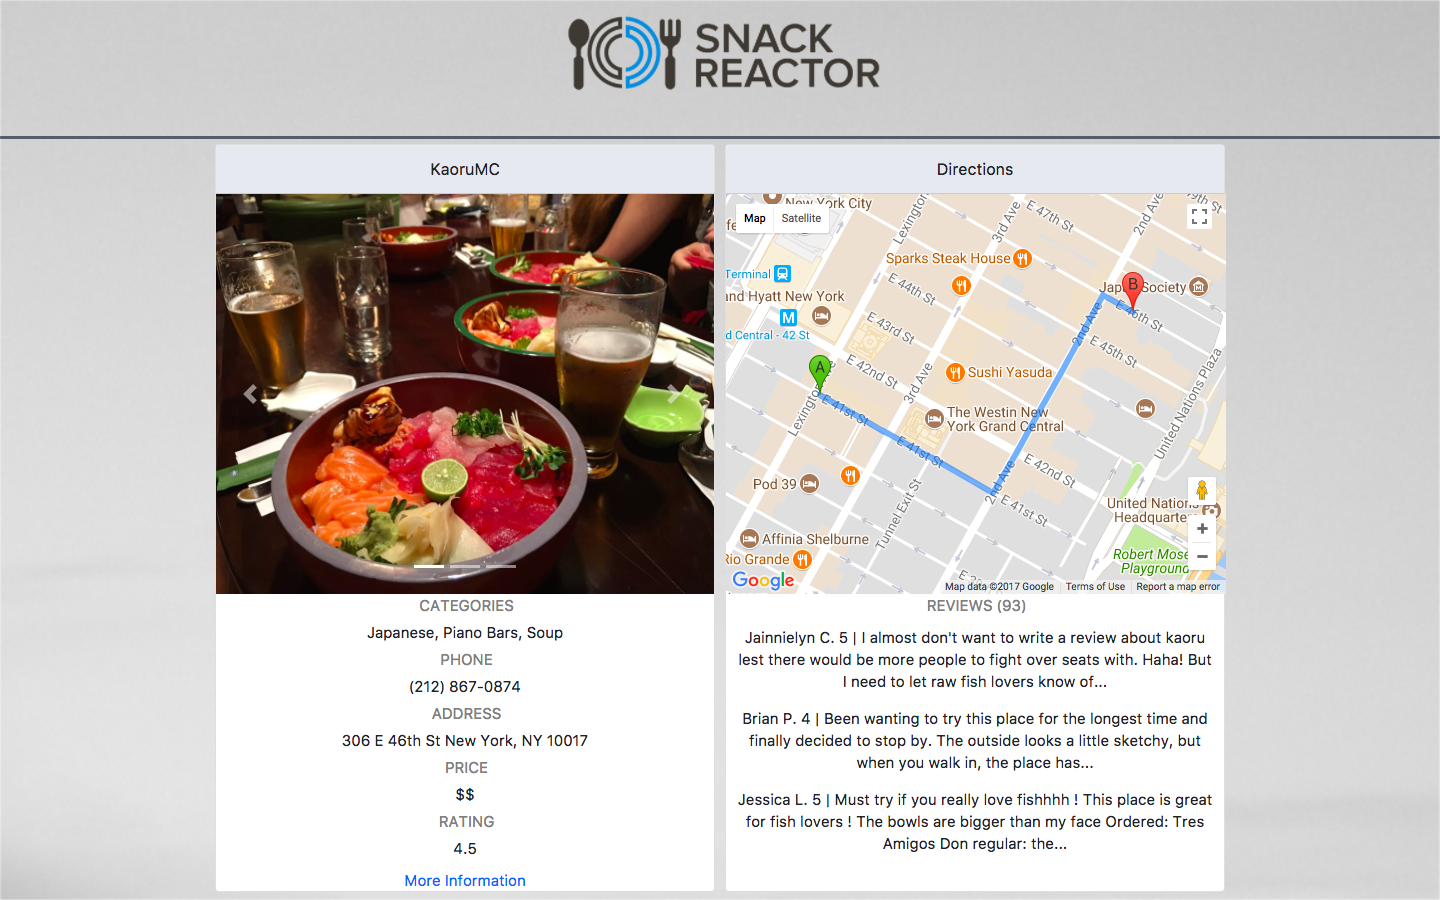 SNACK
REACTOR
KaoruMC
CATEGORIES
Japanese, Piano Bars, Soup
PHONE
(212) 867-0874
ADDRESS
306 E 46th St New York, NY 10017
PRICE
$$
RATING
4.5
More Information
Directions
New York City
Map
Satellite
Lexington
3rd Ave
E 47th St
2nd Ave
Sparks Steak House
Terminal
E 44th St
Japan Society
B
E 46th St
nd Hyatt New York
M
d Central - 42 St
E 43rd St
2nd Ave
E 45th St
E 42nd St
A
Sushi Yasuda
3rd Ave
United Nations Plaza
Lexington Ave
E 41st St
The Westin New
York Grand Central
E 41st St
E 42nd St
2nd Ave
Pod 39
E 41st St
Tunnel Exit St
United Nations
Headquarters
+
Affinia Shelburne
Rio Grande
Robert Mose
Playground
−
Google
Map data ©2017 Google
Terms of Use
Report a map error
REVIEWS (93)
Jainnielyn C. 5 | I almost don't want to write a review about kaoru
lest there would be more people to fight over seats with. Haha! But
I need to let raw fish lovers know of...
Brian P. 4 | Been wanting to try this place for the longest time and
finally decided to stop by. The outside looks a little sketchy, but
when you walk in, the place has...
Jessica L. 5 | Must try if you really love fishhhh ! This place is great
for fish lovers ! The bowls are bigger than my face Ordered: Tres
Amigos Don regular: the...